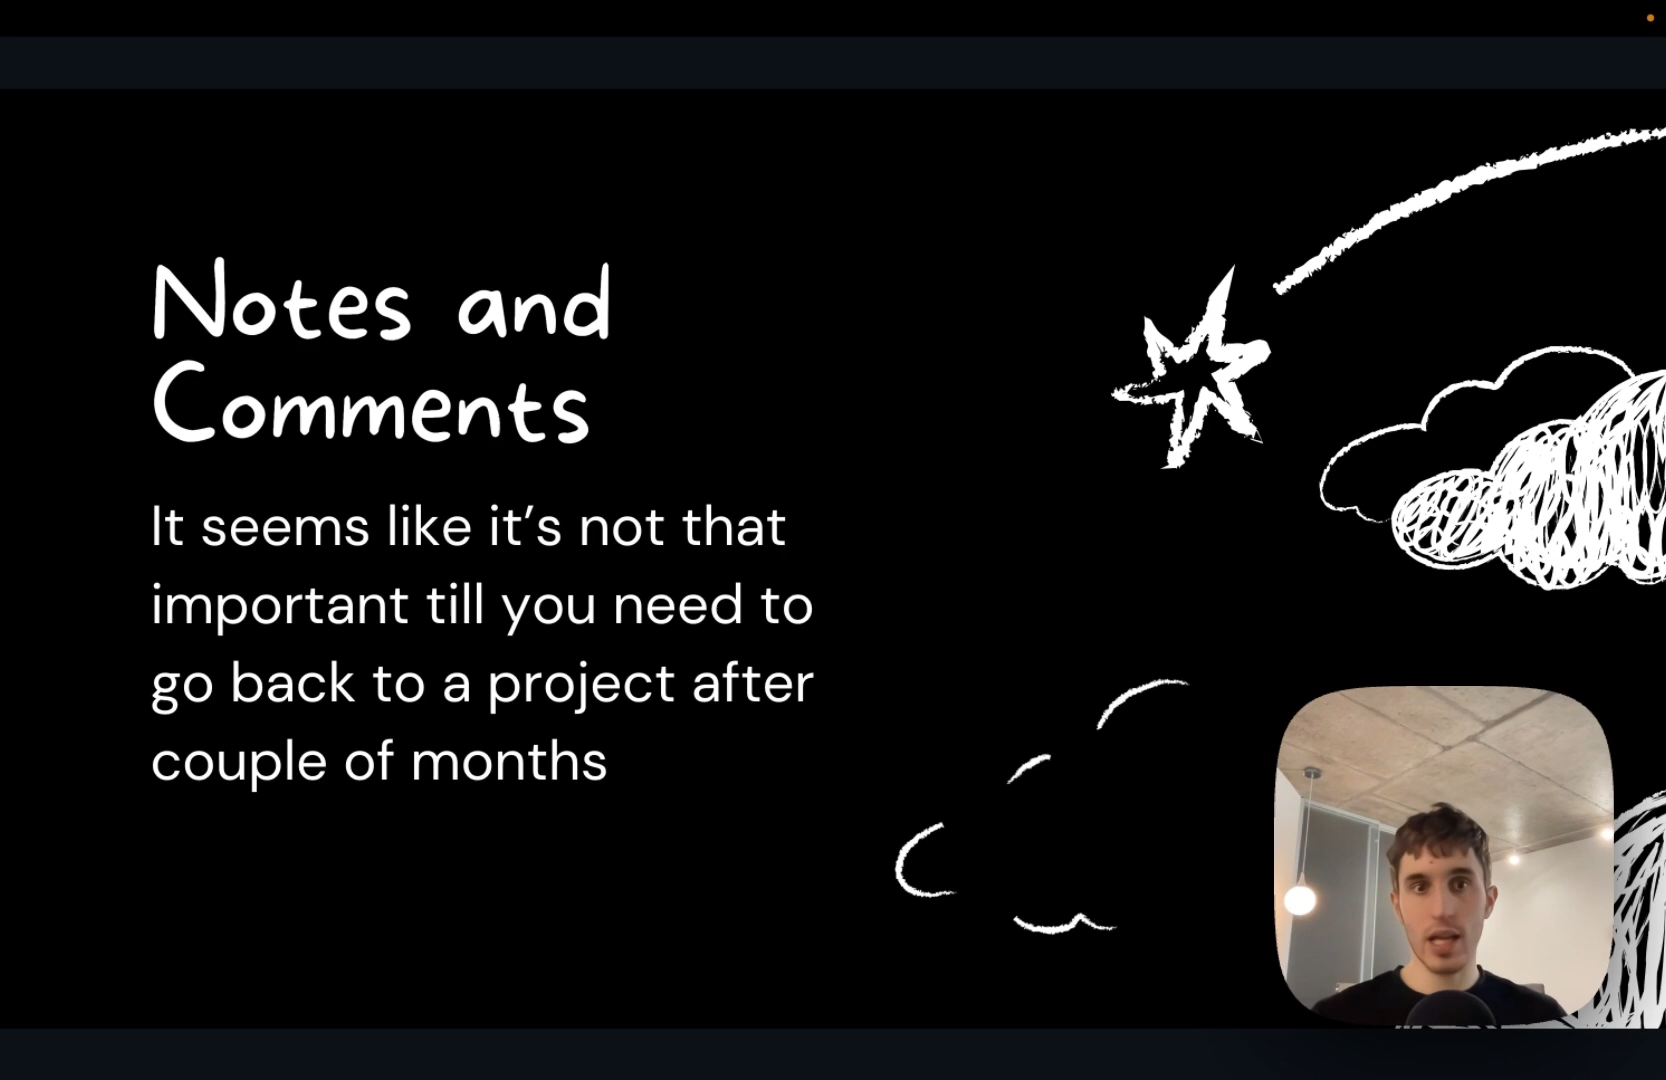 Notes and
Comments
It seems like it’s not that
important till you need to
go back to a project after
couple of months